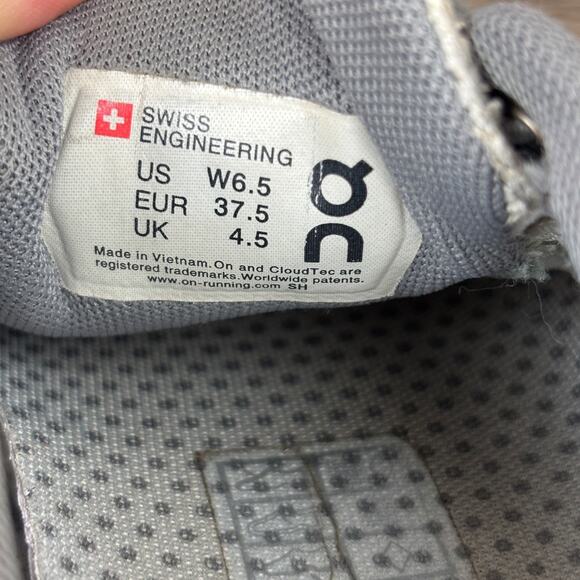 SWISS
ENGINEERING
US W6.5
EUR 37.5
UK 4.5
on
Made in Vietnam.On and CloudTec are
registered trademarks.Worldwide patents.
www.on-running.com SH